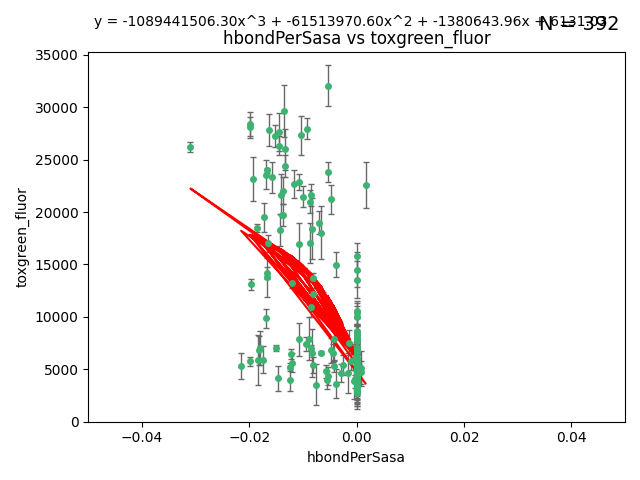 y = -1089441506.30x^3 + -61513970.60x^2 + -1380643.96x +
N = 392
hbondPerSasa vs toxgreen_fluor
35000
30000
25000
20000
15000
10000
5000
0
toxgreen_fluor
−0.04
−0.02
0.00
0.02
0.04
hbondPerSasa